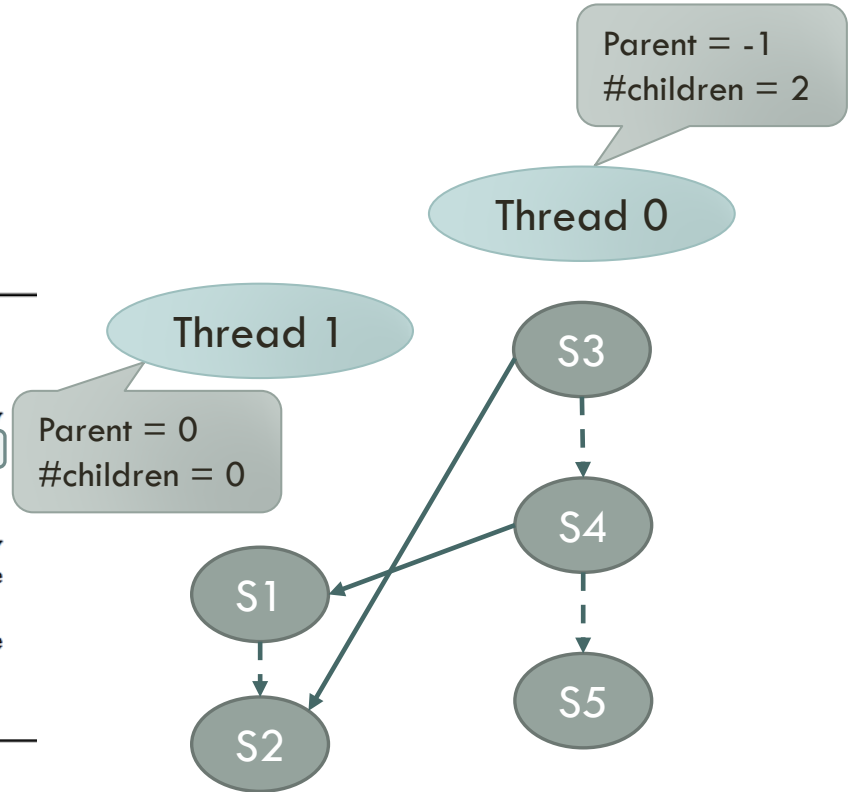 Parent = -1
#children = 2
Thread 0
Thread 1
S3
Parent = 0
#children = 0
S4
S1
S5
S2